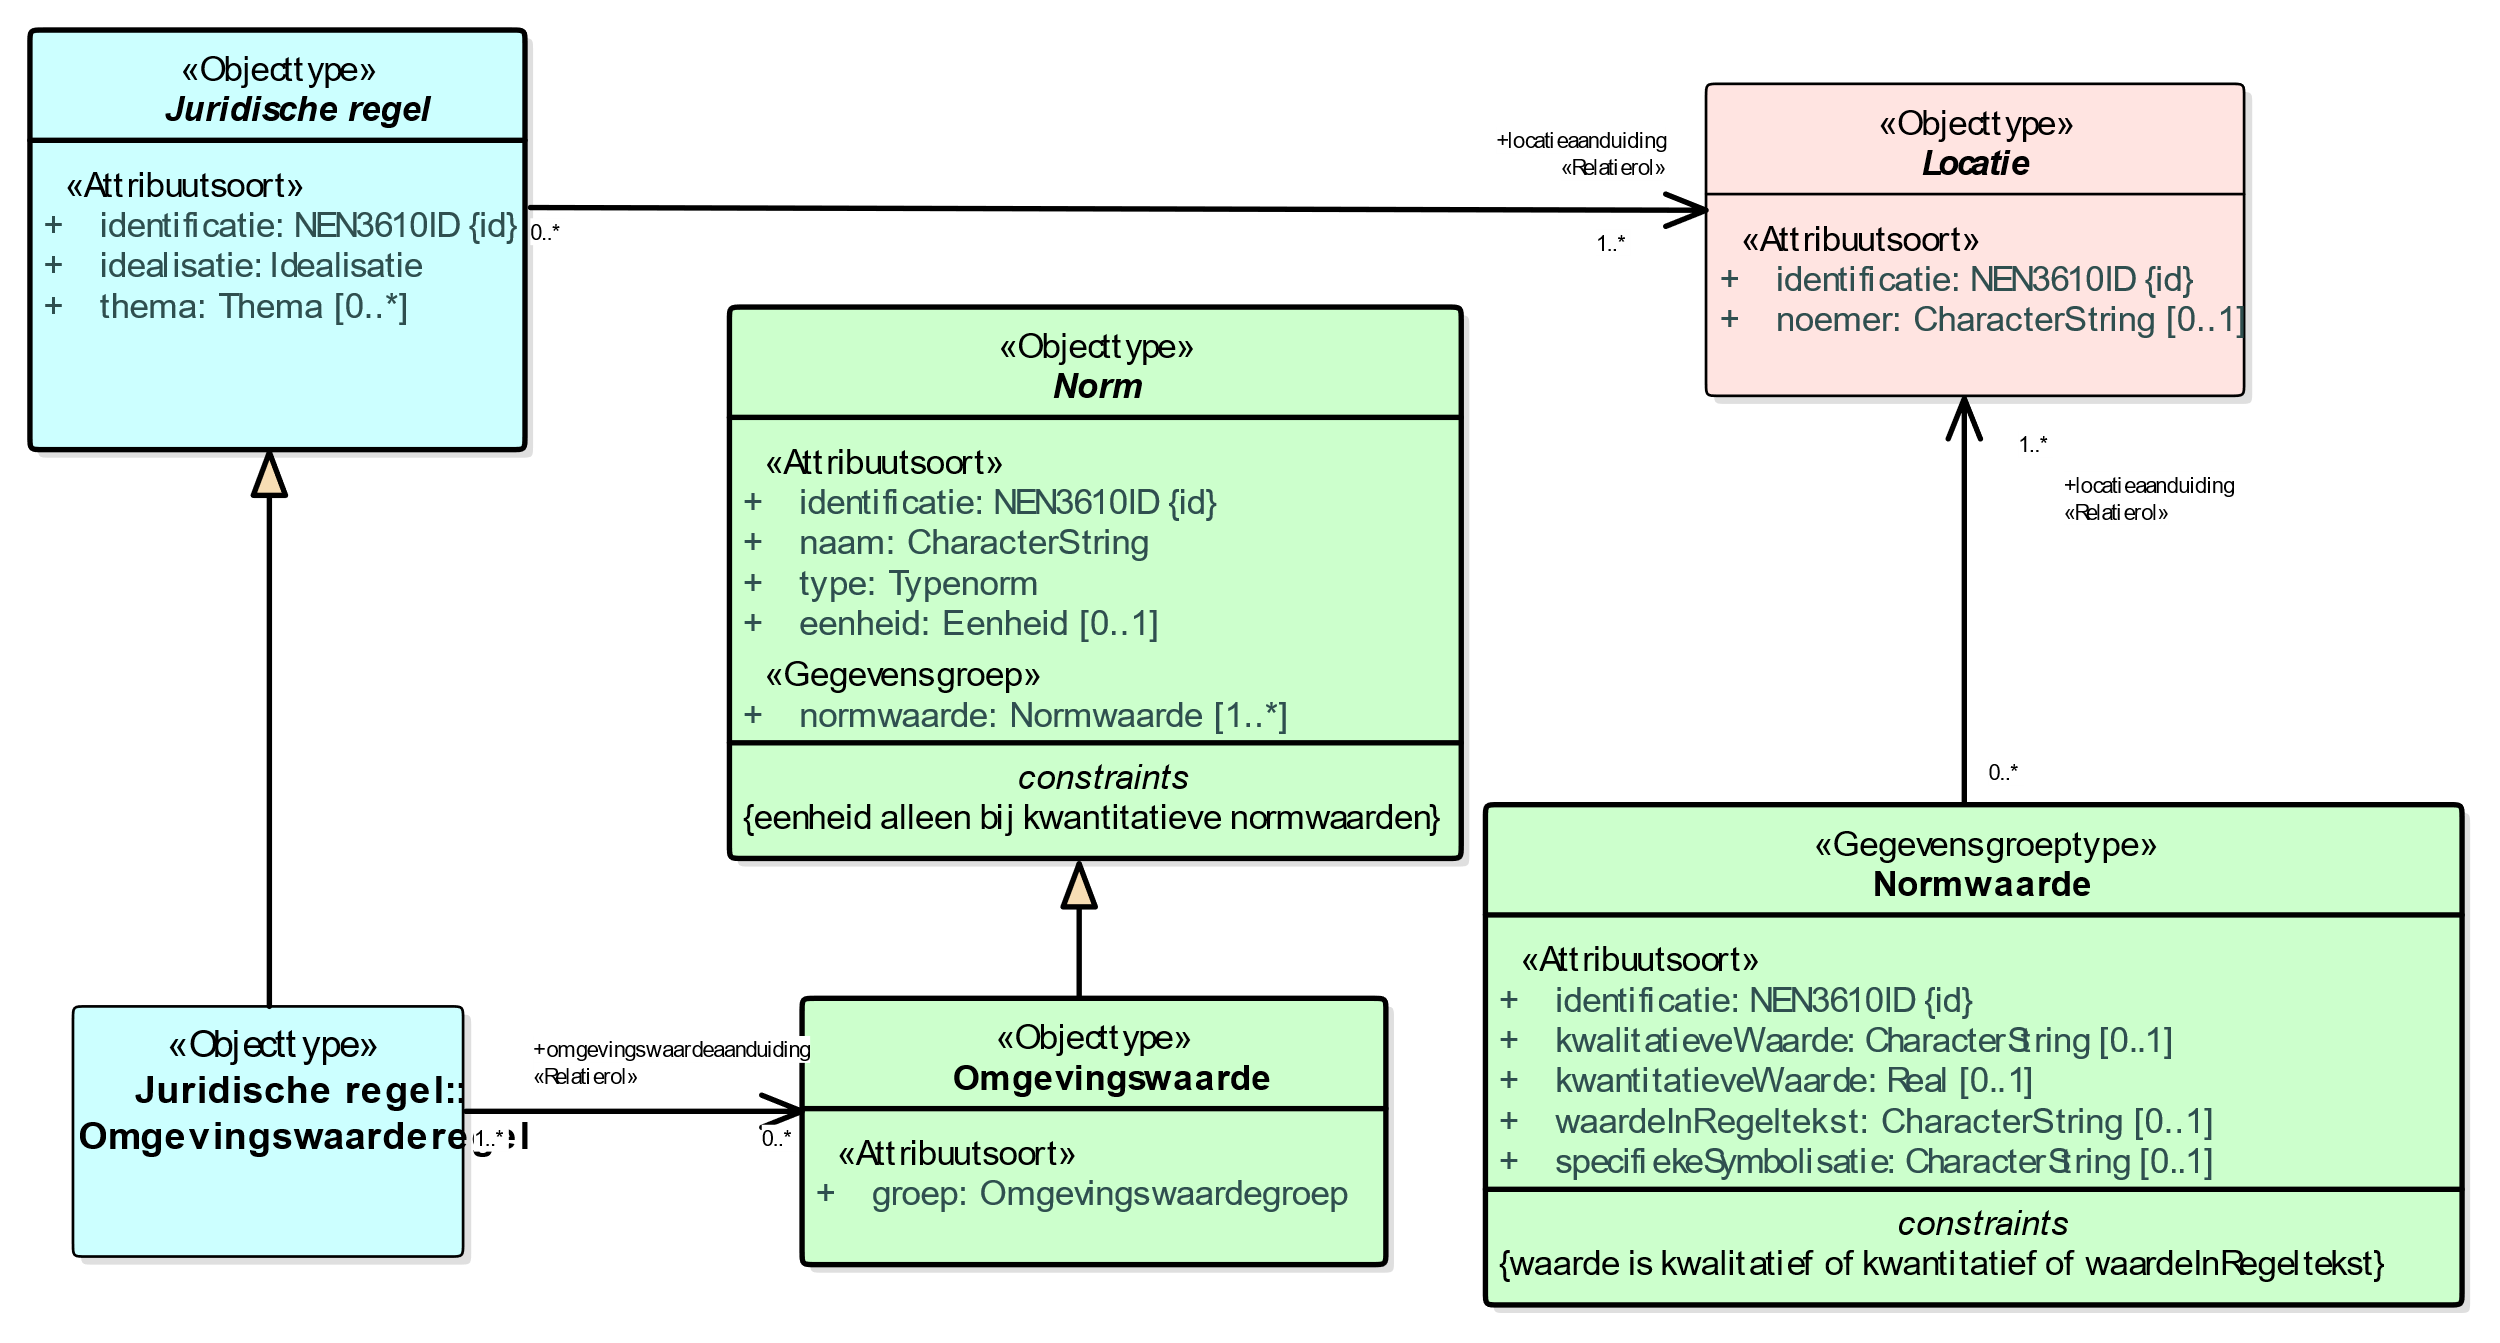 «Objecttype»
Juridische regel
«Attribuutsoort»
+ identificatie: NEN3610ID {id}
+ idealisatie: Idealisatie
+ thema: Thema [0..*]
0..*
+locatieaanduiding
«Relatierol»
1..*
«Objecttype»
Locatie
«Attribuutsoort»
+ identificatie: NEN3610ID {id}
+ noemer: CharacterString [0..1]
«Objecttype»
Norm
«Attribuutsoort»
+ identificatie: NEN3610ID {id}
+ naam: CharacterString
+ type: Typenorm
+ eenheid: Eenheid [0..1]
«Gegevensgroep»
+ normwaarde: Normwaarde [1..*]
constraints
{eenheid alleen bij kwantitatieve normwaarden}
1..*
+locatieaanduiding
«Relatierol»
0..*
«Gegevensgroeptype»
Normwaarde
«Attribuutsoort»
+ identificatie: NEN3610ID {id}
+ kwalitatieveWaarde: CharacterString [0..1]
+ kwantitatieveWaarde: Real [0..1]
+ waardeInRegeltekst: CharacterString [0..1]
+ specifiekeSymbolisatie: CharacterString [0..1]
constraints
{waarde is kwalitatief of kwantitatief of waardeInRegeltekst}
«Objecttype»
Juridische regel::
Omgevingswaarderegel
1..*
+omgevingswaardeaanduiding
«Relatierol»
0..*
«Objecttype»
Omgevingswaarde
«Attribuutsoort»
+ groep: Omgevingswaardegroep